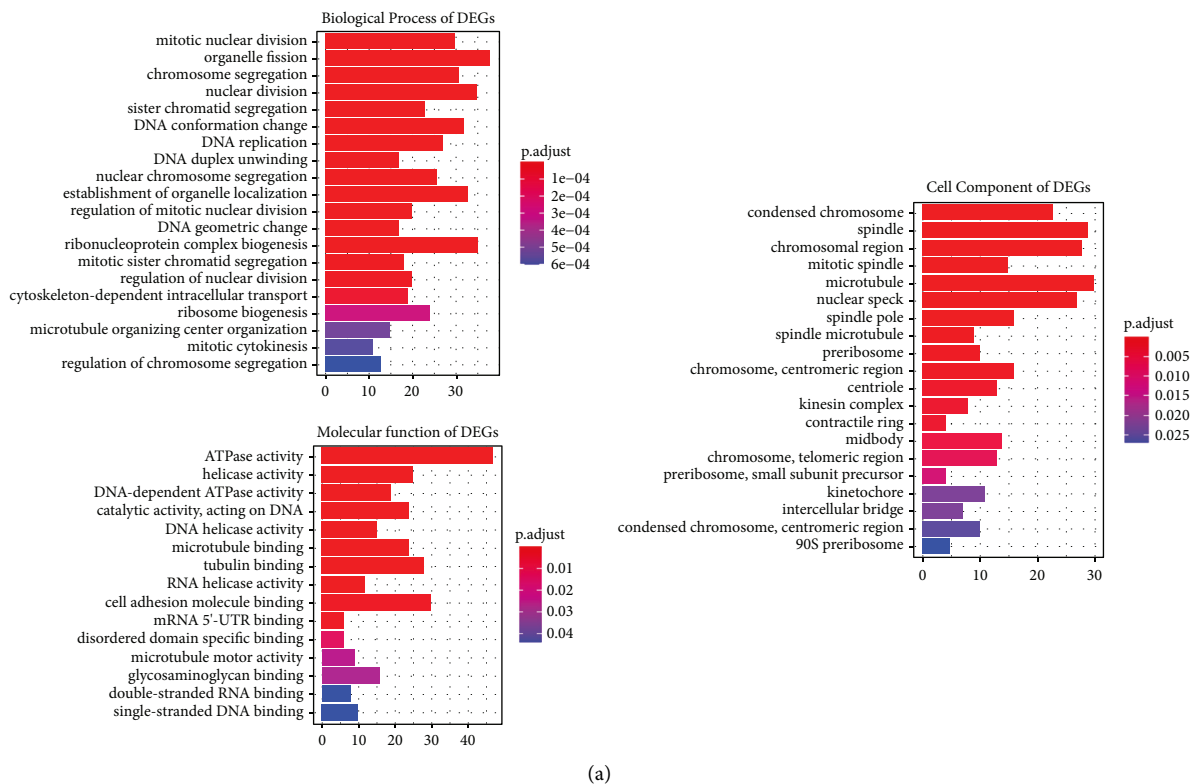 Biological Process of DEGs
mitotic nuclear division
organelle fission
chromosome segregation
nuclear division
sister chromatid segregation
DNA conformation change
DNA replication
DNA duplex unwinding
nuclear chromosome segregation
establishment of organelle localization
regulation of mitotic nuclear division
DNA geometric change
ribonucleoprotein complex biogenesis
mitotic sister chromatid segregation
regulation of nuclear division
cytoskeleton-dependent intracellular transport
ribosome biogenesis
microtubule organizing center organization
mitotic cytokinesis
regulation of chromosome segregation
0 10 20 30
p.adjust
1e−04
2e−04
3e−04
4e−04
5e−04
6e−04
Molecular function of DEGs
ATPase activity
helicase activity
DNA-dependent ATPase activity
catalytic activity, acting on DNA
DNA helicase activity
microtubule binding
tubulin binding
RNA helicase activity
cell adhesion molecule binding
mRNA 5'-UTR binding
disordered domain specific binding
microtubule motor activity
glycosaminoglycan binding
double-stranded RNA binding
single-stranded DNA binding
0 10 20 30 40
p.adjust
0.01
0.02
0.03
0.04
Cell Component of DEGs
condensed chromosome
spindle
chromosomal region
mitotic spindle
microtubule
nuclear speck
spindle pole
spindle microtubule
preribosome
chromosome, centromeric region
centriole
kinesin complex
contractile ring
midbody
chromosome, telomeric region
preribosome, small subunit precursor
kinetochore
intercellular bridge
condensed chromosome, centromeric region
90S preribosome
0 10 20 30
p.adjust
0.005
0.010
0.015
0.020
0.025
(a)